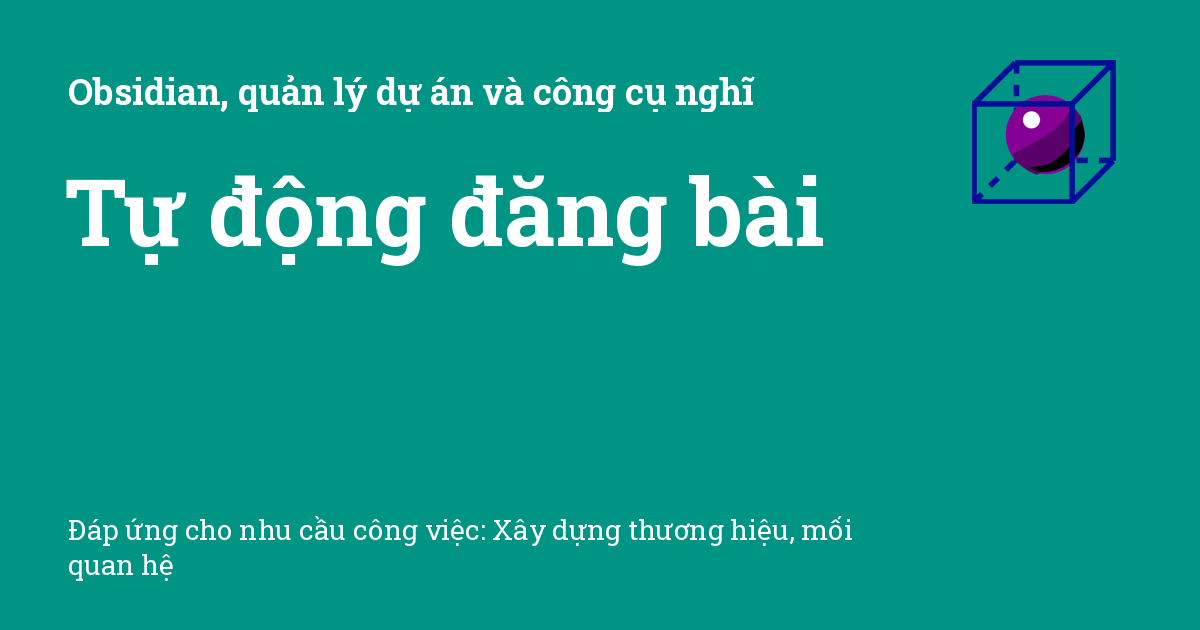 Obsidian, quản lý dự án và công cụ nghĩ
Tự động đăng bài
Đáp ứng cho nhu cầu công việc: Xây dựng thương hiệu, mối
quan hệ